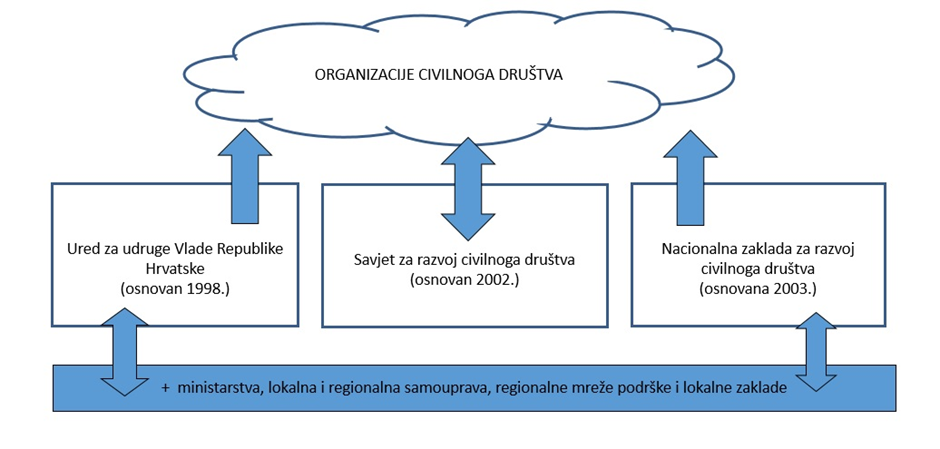 ORGANIZACIJE CIVILNOGA DRUŠTVA
Ured za udruge Vlade Republike
Hrvatske
(osnovan 1998.)
Savjet za razvoj civilnoga društva
(osnovan 2002.)
Nacionalna zaklada za razvoj
civilnoga društva
(osnovana 2003.)
+ ministarstva, lokalna i regionalna samouprava, regionalne mreže podrške i lokalne zaklade